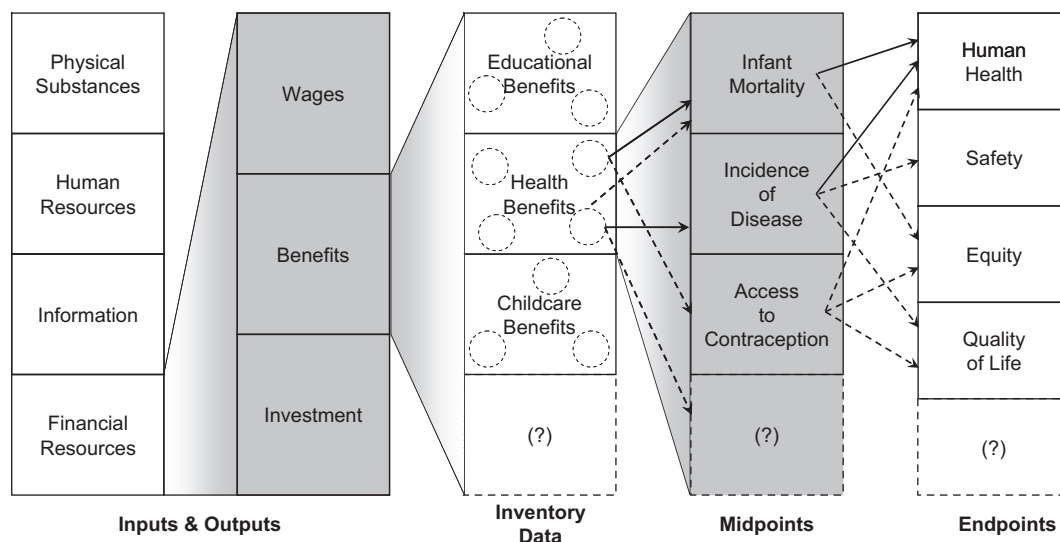 Physical
Substances
Human
Resources
Information
Financial
Resources
Wages
Benefits
Investment
Inputs & Outputs
Educational
Benefits
Health
Benefits
Childcare
Benefits
(?)
Inventory
Data
Infant
Mortality
Incidence
of
Disease
Access
to
Contraception
(?)
Midpoints
Human
Health
Safety
Equity
Quality
of Life
(?)
Endpoints